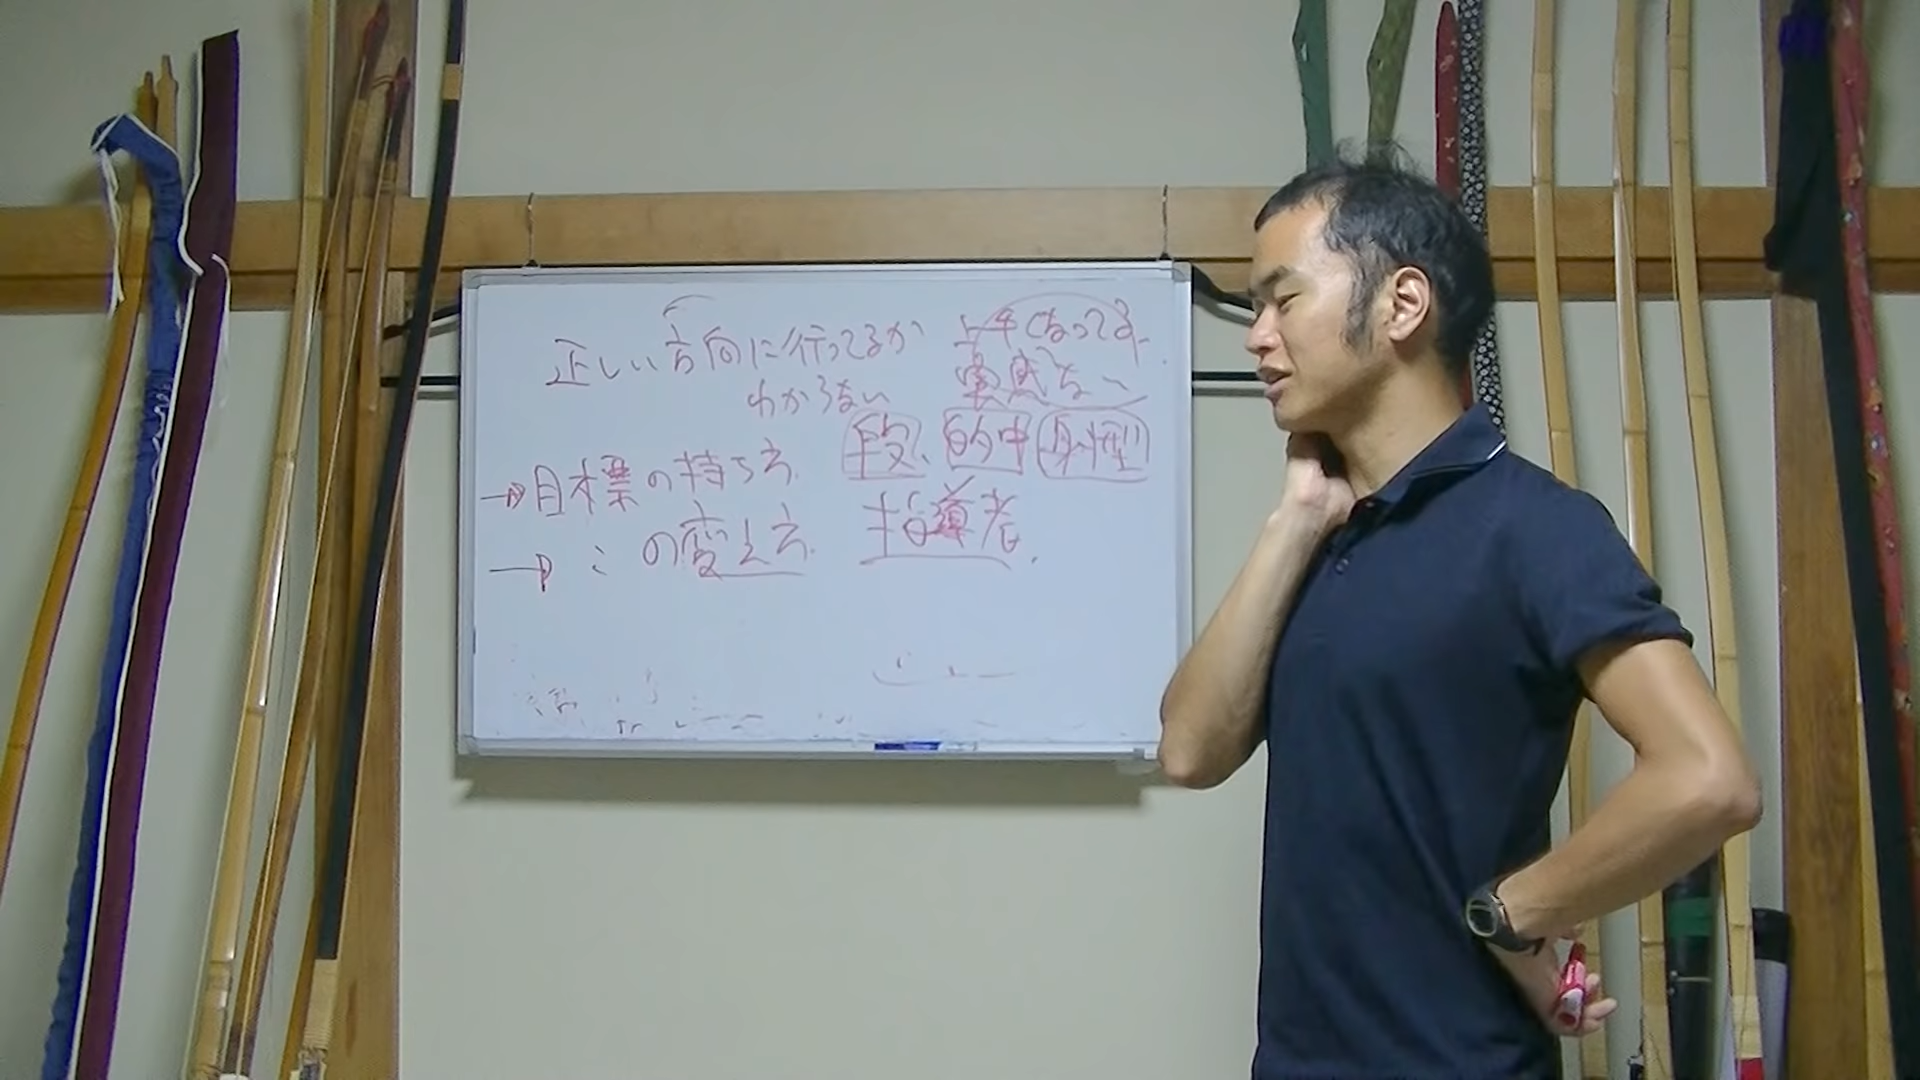 正しい方向に行ってるか
わからない
上手くなってる
実感ない
→目標の持ち方.
段、的中 射型
→ 〃 の変え方.
指導者.